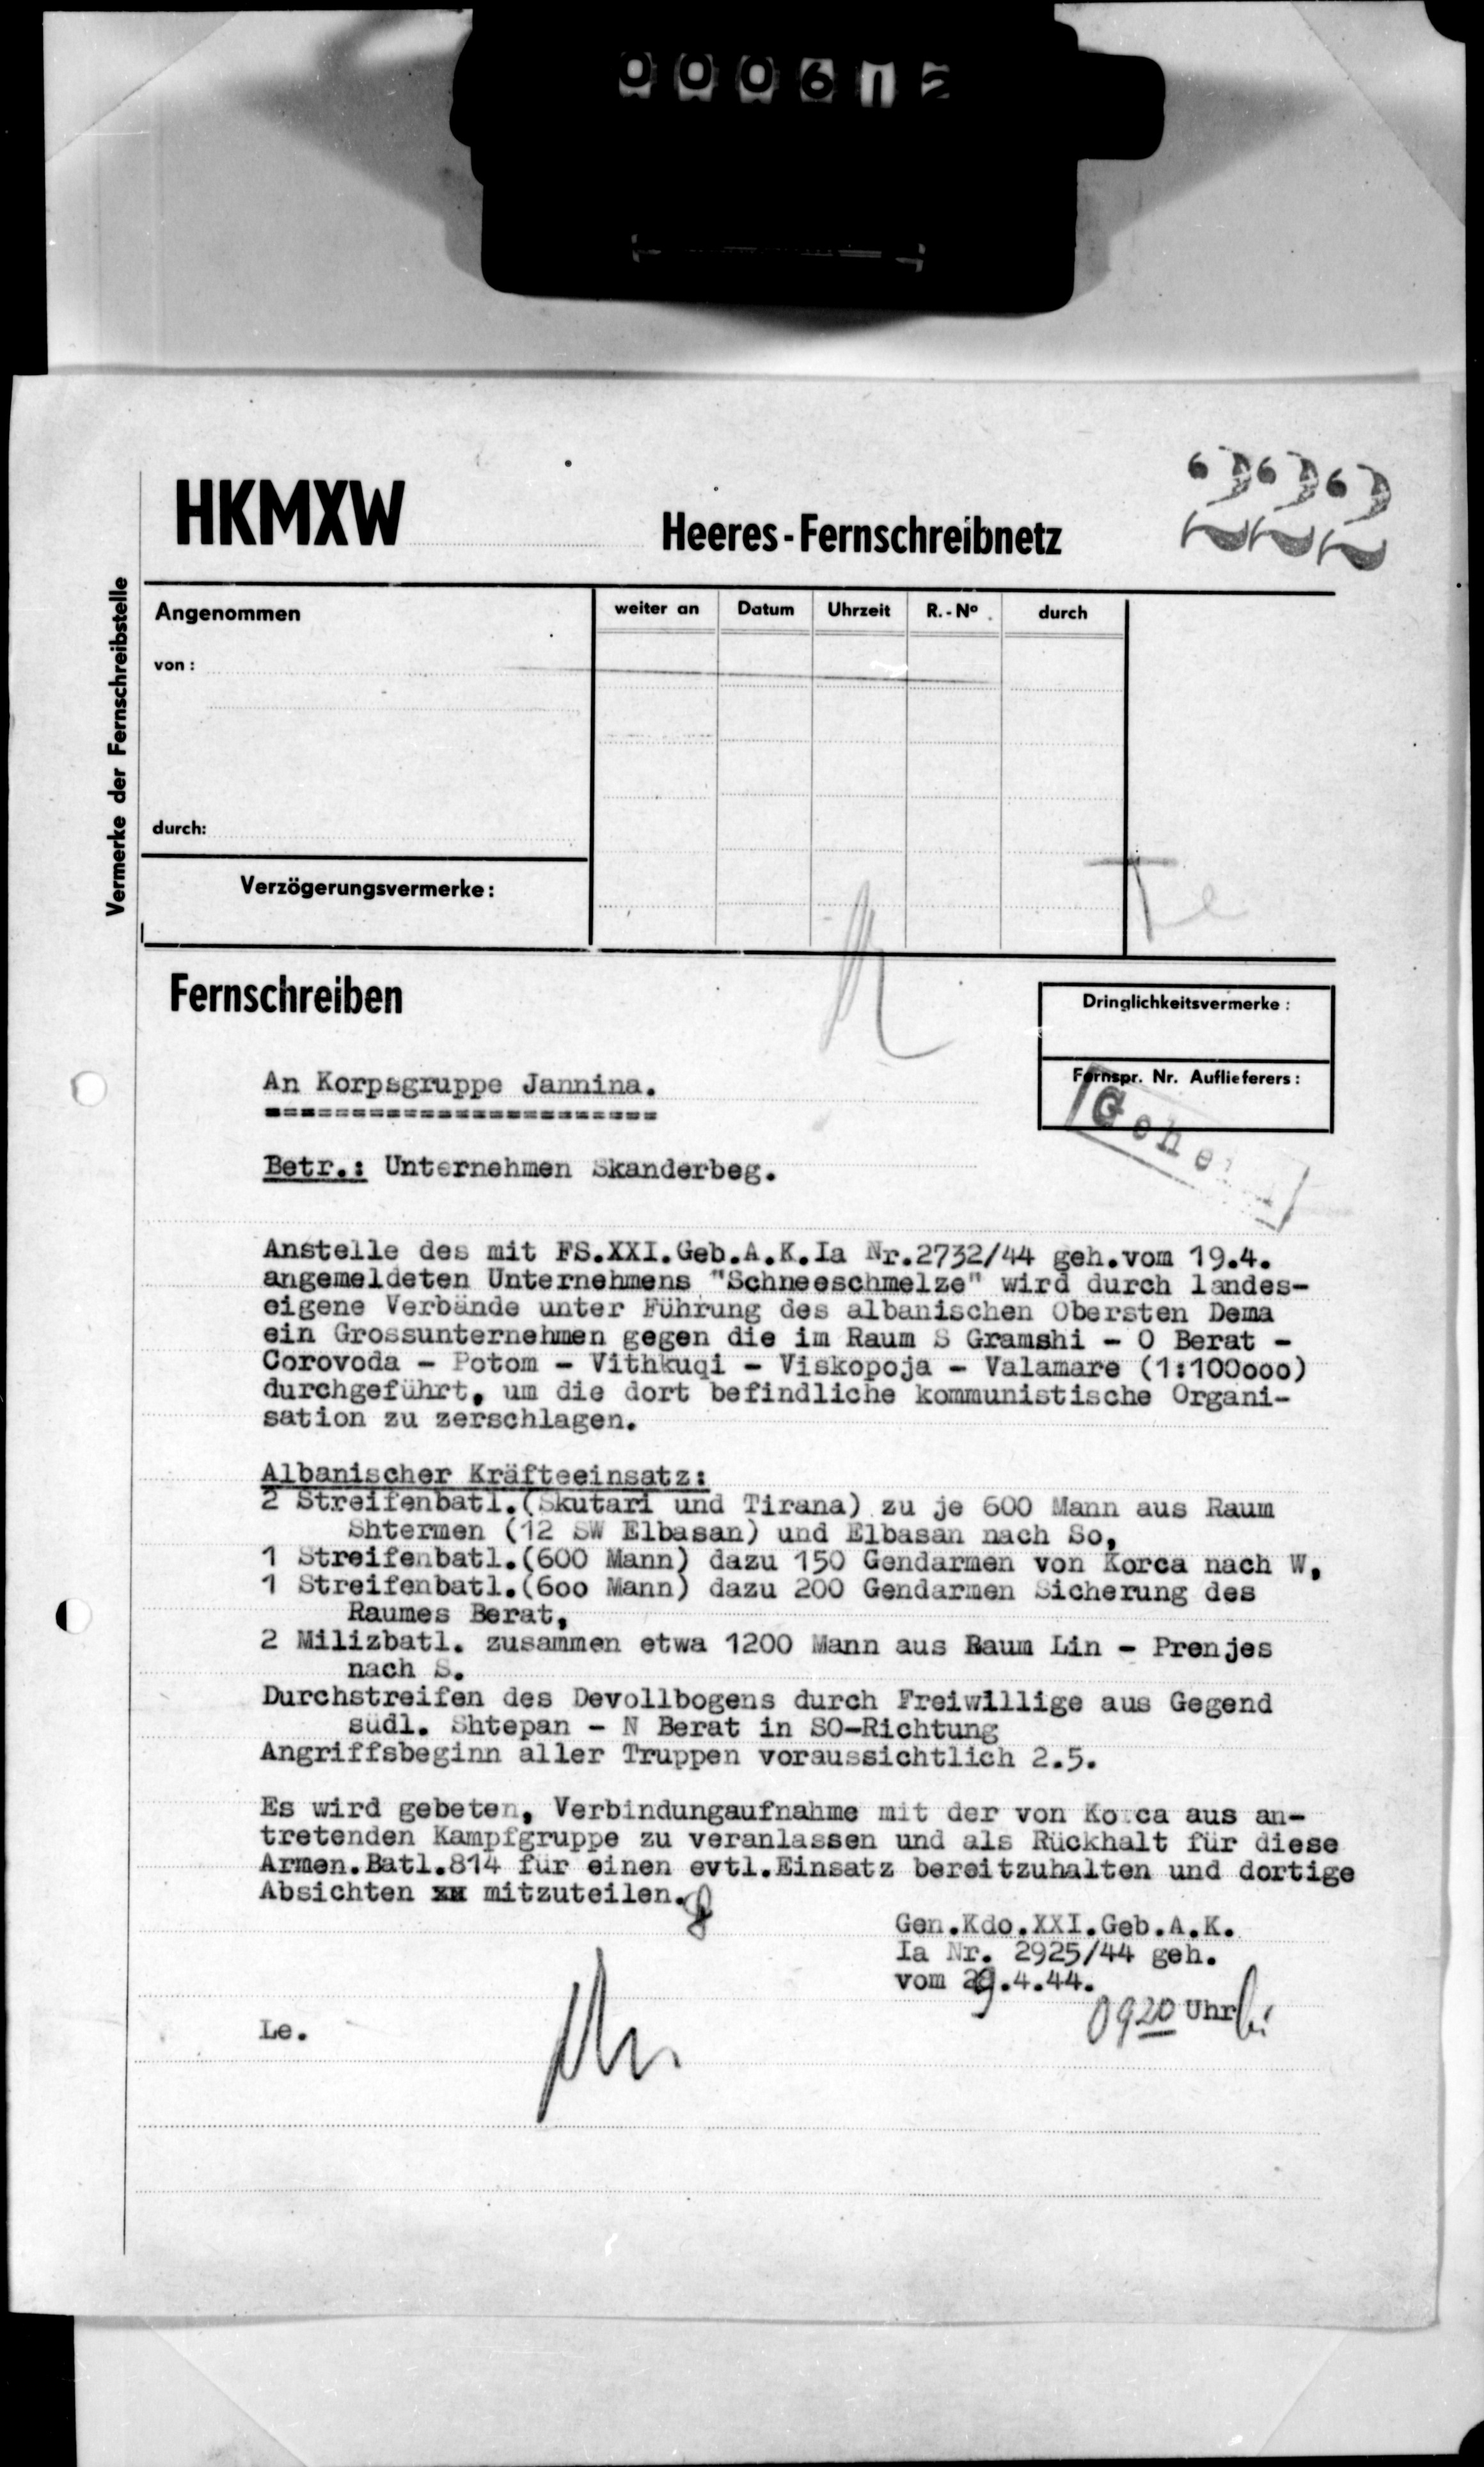 HKMXW
Heeres-Fernschreibnetz
222
Vermerke der Fernschreibstelle
Angenommen
von:
durch:
Verzögerungsvermerke:
weiter an Datum Uhrzeit R.-Nº durch
Fernschreiben
Dringlichkeitsvermerke:
Fernspr. Nr. Auflieferers:
Geheim
An Korpsgruppe Jannina.
=======================
Betr.: Unternehmen Skanderbeg.
Anstelle des mit FS.XXI.Geb.A.K.Ia Nr.2732/44 geh.vom 19.4.
angemeldeten Unternehmens "Schneeschmelze" wird durch landes-
eigene Verbände unter Führung des albanischen Obersten Dema
ein Grossunternehmen gegen die im Raum S Gramshi - O Berat -
Corovoda - Potom - Vithkuqi - Viskopoja - Valamare (1:100ooo)
durchgeführt, um die dort befindliche kommunistische Organi-
sation zu zerschlagen.
Albanischer Kräfteeinsatz:
2 Streifenbatl.(Skutari und Tirana) zu je 600 Mann aus Raum
Shtermen (12 SW Elbasan) und Elbasan nach So,
1 Streifenbatl.(600 Mann) dazu 150 Gendarmen von Korca nach W,
1 Streifenbatl.(6oo Mann) dazu 200 Gendarmen Sicherung des
Raumes Berat,
2 Milizbatl. zusammen etwa 1200 Mann aus Raum Lin - Prenjes
nach S.
Durchstreifen des Devollbogens durch Freiwillige aus Gegend
südl. Shtepan - N Berat in SO-Richtung
Angriffsbeginn aller Truppen voraussichtlich 2.5.
Es wird gebeten, Verbindungaufnahme mit der von Korca aus an-
tretenden Kampfgruppe zu veranlassen und als Rückhalt für diese
Armen.Batl.814 für einen evtl.Einsatz bereitzuhalten und dortige
Absichten mitzuteilen.
Gen.Kdo.XXI.Geb.A.K.
Ia Nr. 2925/44 geh.
vom 29.4.44.
0920 Uhr
Le.